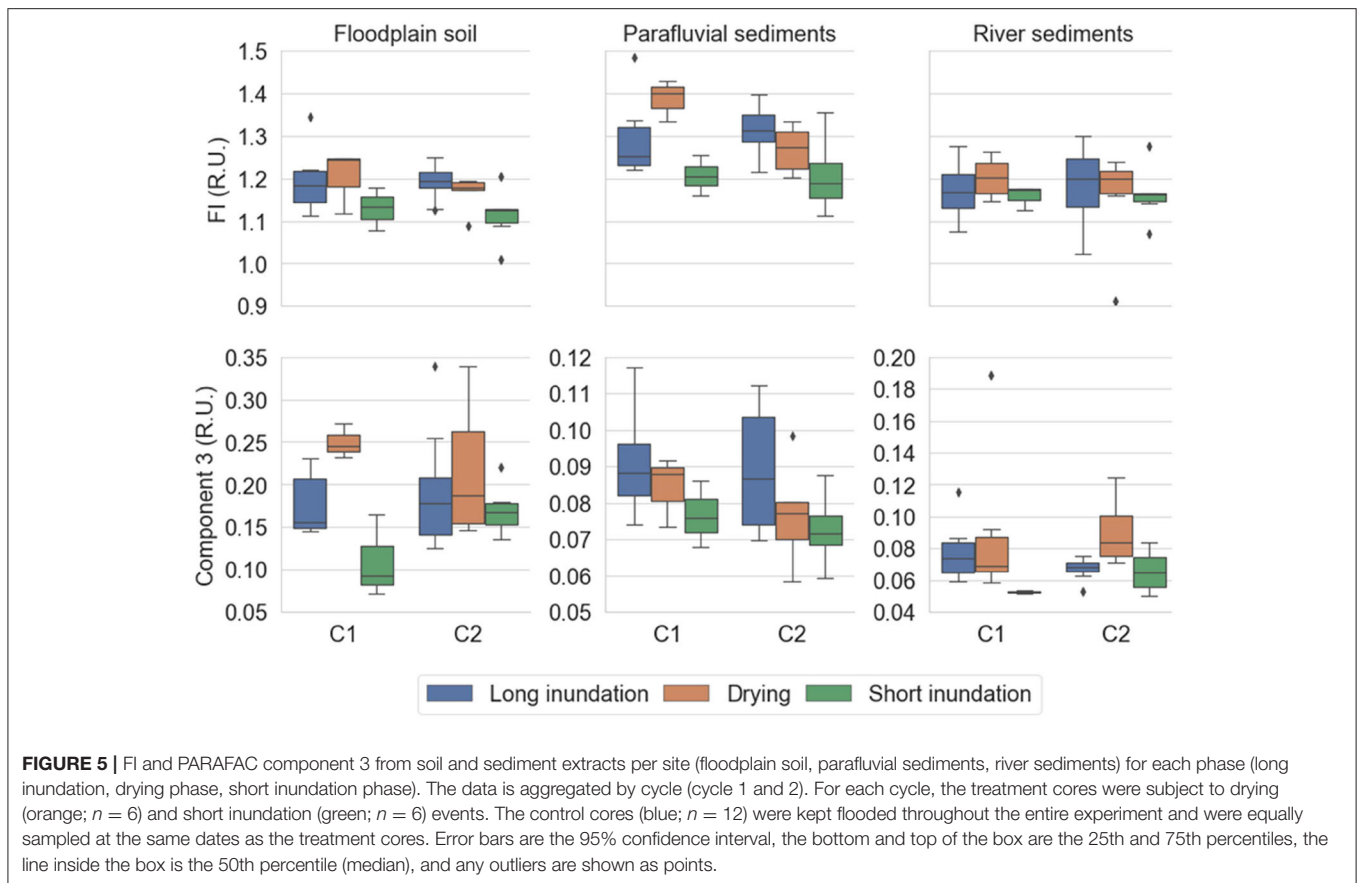 Floodplain soil
Parafluvial sediments
River sediments
FI (R.U.)
1.5
1.4
1.3
1.2
1.1
1.0
0.9
Component 3 (R.U.)
0.35
0.30
0.25
0.20
0.15
0.10
0.05
0.12
0.11
0.10
0.09
0.08
0.07
0.06
0.05
0.20
0.18
0.16
0.14
0.12
0.10
0.08
0.06
0.04
C1
C2
C1
C2
C1
C2
Long inundation
Drying
Short inundation
FIGURE 5 | FI and PARAFAC component 3 from soil and sediment extracts per site (floodplain soil, parafluvial sediments, river sediments) for each phase (long
inundation, drying phase, short inundation phase). The data is aggregated by cycle (cycle 1 and 2). For each cycle, the treatment cores were subject to drying
(orange; n = 6) and short inundation (green; n = 6) events. The control cores (blue; n = 12) were kept flooded throughout the entire experiment and were equally
sampled at the same dates as the treatment cores. Error bars are the 95% confidence interval, the bottom and top of the box are the 25th and 75th percentiles, the
line inside the box is the 50th percentile (median), and any outliers are shown as points.